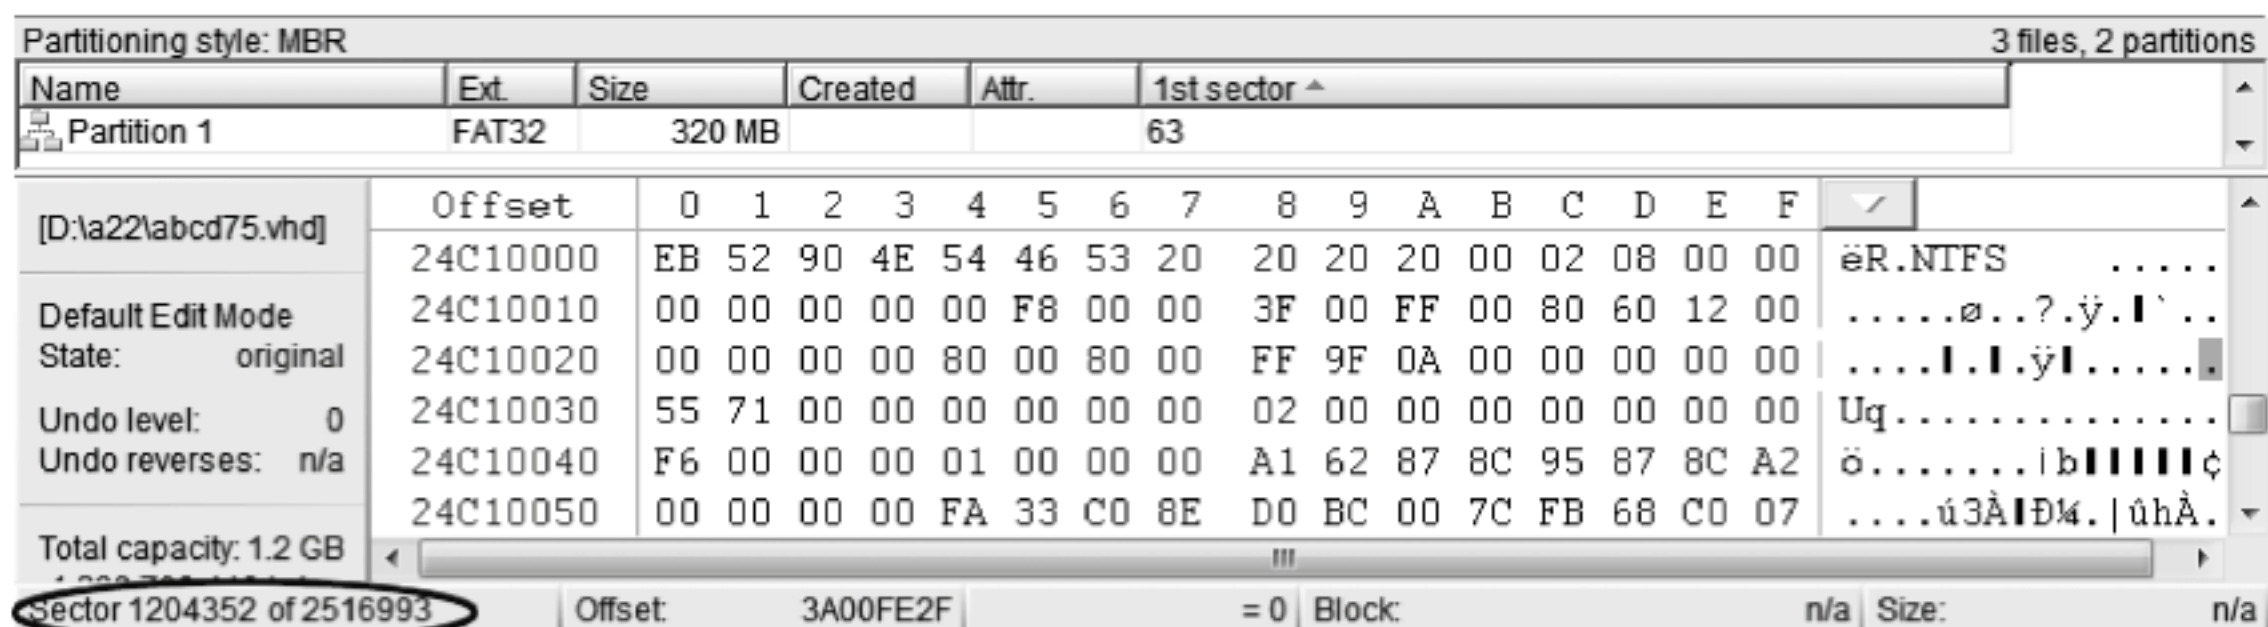 Partitioning style: MBR 3 files, 2 partitions
Name Ext. Size Created Attr. 1st sector
Partition 1 FAT32 320 MB 63
[D:\a22\abcd75.vhd]
Default Edit Mode
State: original
Undo level: 0
Undo reverses: n/a
Total capacity: 1.2 GB
Offset 0 1 2 3 4 5 6 7 8 9 A B C D E F
24C10000 EB 52 90 4E 54 46 53 20 20 20 20 00 02 08 00 00 ëR.NTFS .....
24C10010 00 00 00 00 00 F8 00 00 3F 00 FF 00 80 60 12 00 .....ø..?.ÿ.▌`..
24C10020 00 00 00 00 80 00 80 00 FF 9F 0A 00 00 00 00 00 ....▌.▌.ÿ▌......
24C10030 55 71 00 00 00 00 00 00 02 00 00 00 00 00 00 00 Uq..............
24C10040 F6 00 00 00 01 00 00 00 A1 62 87 8C 95 87 8C A2 ö.......¡b▌▌▌▌▌¢
24C10050 00 00 00 00 FA 33 C0 8E D0 BC 00 7C FB 68 C0 07 ....ú3À▌Ð¼.|ûhÀ.
Sector 1204352 of 2516993 Offset: 3A00FE2F = 0 Block: n/a Size: n/a